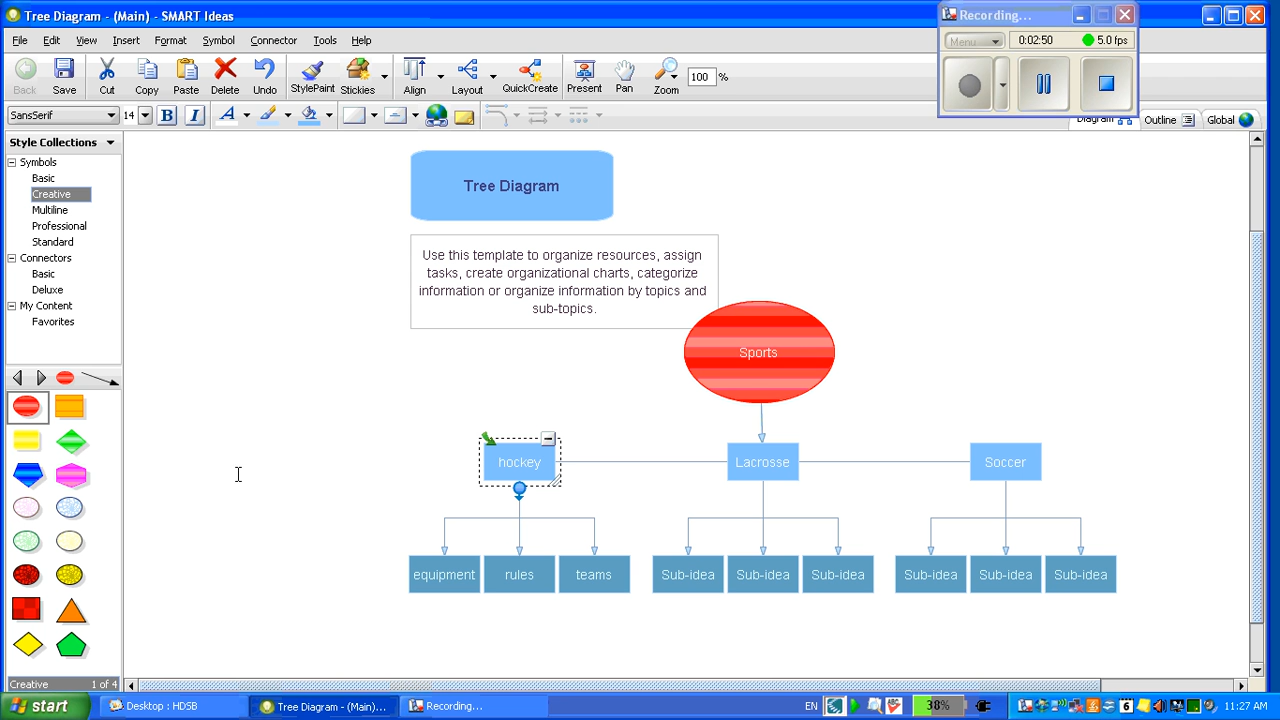 Tree Diagram - (Main) - SMART Ideas
Recording...
File Edit View Insert Format Symbol Connector Tools Help
Menu 0:02:50 5.0 fps
Back Save Cut Copy Paste Delete Undo StylePaint Stickies Align Layout QuickCreate Present Pan Zoom 100 %
SansSerif 14 B I A
Diagram Outline Global
Style Collections
Symbols
Basic
Creative
Multiline
Professional
Standard
Connectors
Basic
Deluxe
My Content
Favorites
Tree Diagram
Use this template to organize resources, assign
tasks, create organizational charts, categorize
information or organize information by topics and
sub-topics.
Sports
hockey Lacrosse Soccer
equipment rules teams Sub-idea Sub-idea Sub-idea Sub-idea Sub-idea Sub-idea
Creative 1 of 4
start Desktop : HDSB Tree Diagram - (Main)... Recording... EN 38% 6 11:27 AM